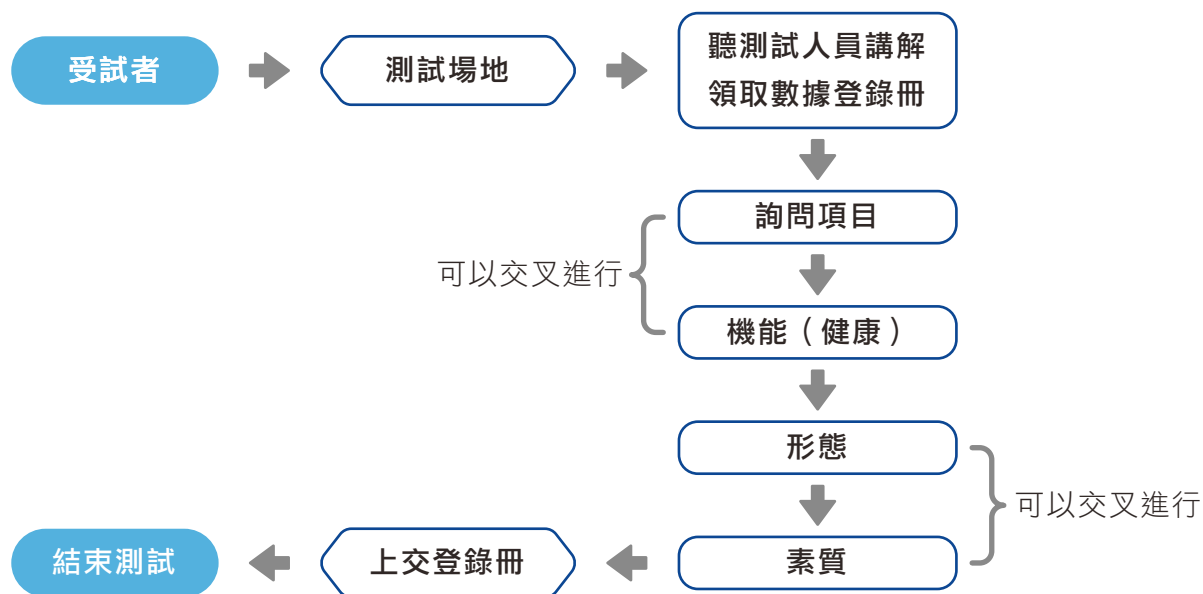 受試者
測試場地
聽測試人員講解
領取數據登錄冊
詢問項目
可以交叉進行
機能（健康）
形態
可以交叉進行
素質
上交登錄冊
結束測試